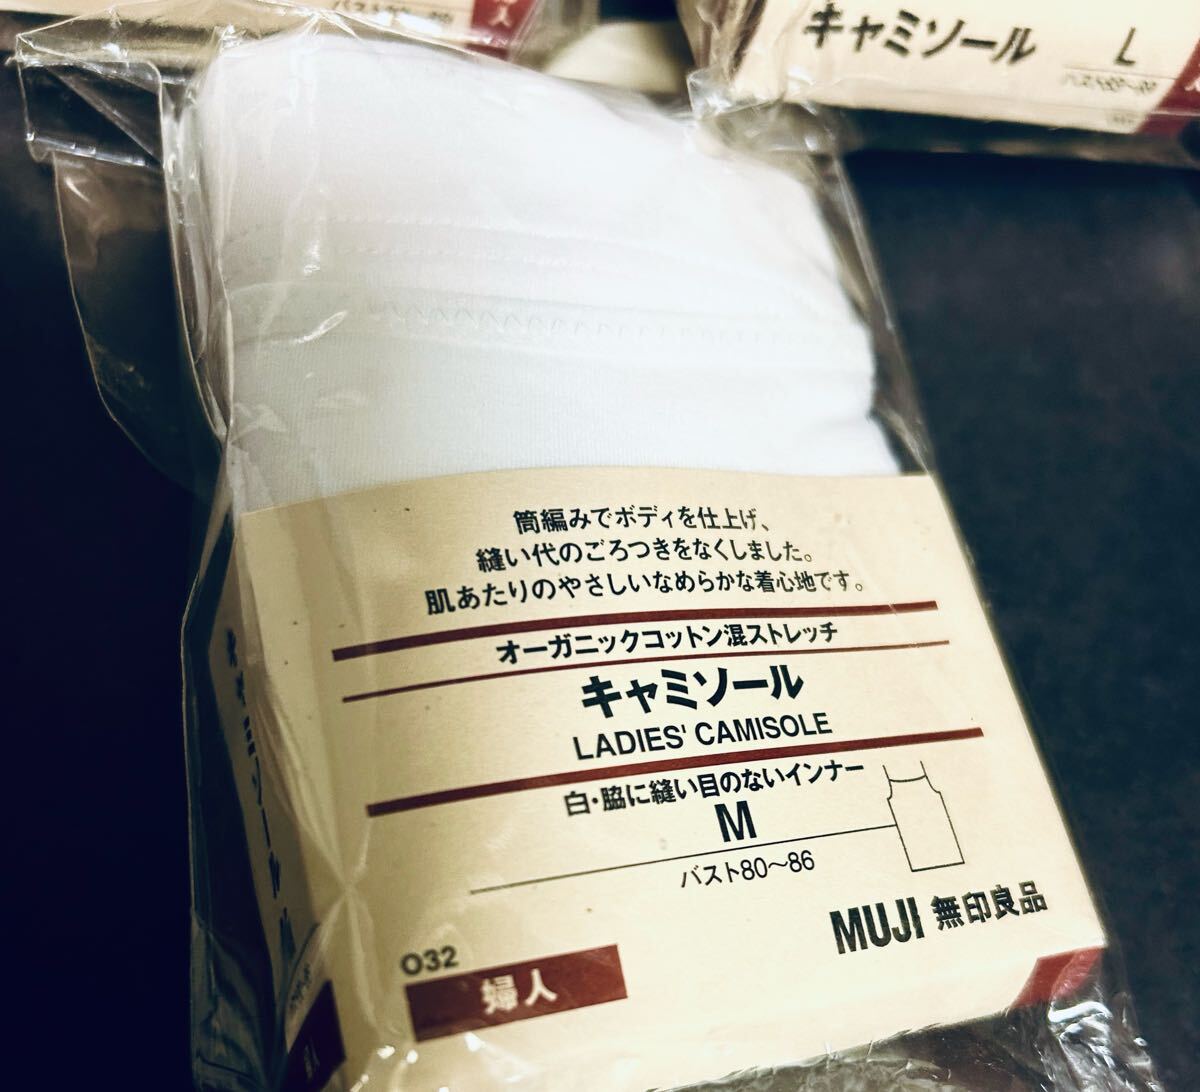 キャミソール L
筒編みでボディを仕上げ、
縫い代のごろつきをなくしました。
肌あたりのやさしいなめらかな着心地です。
オーガニックコットン混ストレッチ
キャミソール
LADIES' CAMISOLE
白・脇に縫い目のないインナー
M
バスト80〜86
MUJI 無印良品
032
婦人